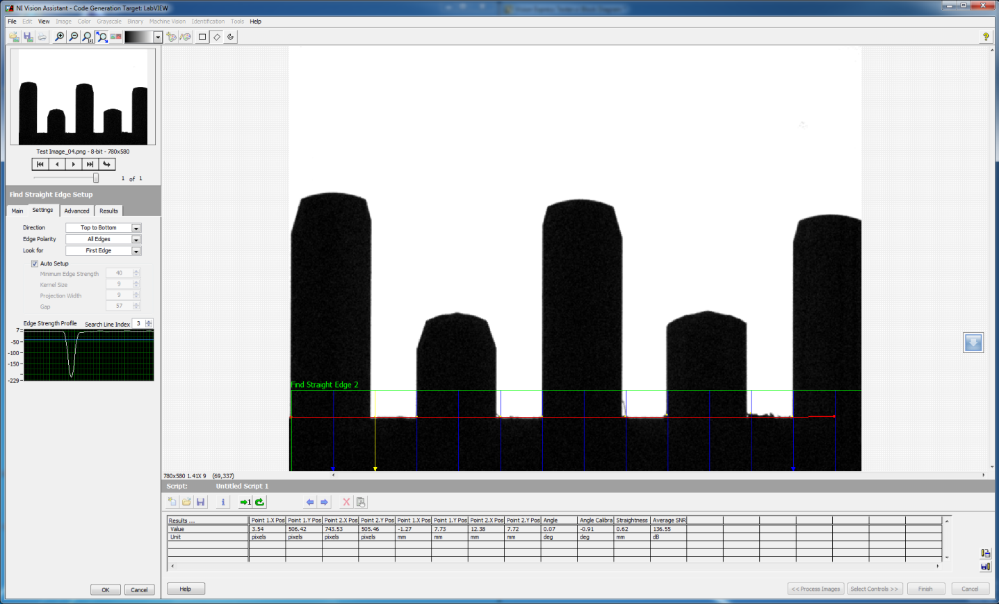 NI Vision Assistant - Code Generation Target: LabVIEW
File Edit View Image Color Grayscale Binary Machine Vision Identification Tools Help
Test Image_04.png - 8-bit - 780x580
1 of 1
Find Straight Edge Setup
Main Settings Advanced Results
Direction Top to Bottom
Edge Polarity All Edges
Look for First Edge
Auto Setup
Minimum Edge Strength 40
Kernel Size 9
Projection Width 9
Gap 57
Edge Strength Profile Search Line Index 3
7
-50
-100
-150
-229
OK Cancel
Find Straight Edge 2
780x580 1.41X 9 (69,337)
Script: Untitled Script 1
Results ... Point 1.X Pos Point 1.Y Pos Point 2.X Pos Point 2.Y Pos Point 1.X Pos Point 1.Y Pos Point 2.X Pos Point 2.Y Pos Angle Angle Calibra Straightness Average SNR
Value 3.54 506.42 743.53 505.46 -1.27 7.73 12.38 7.72 0.07 -0.91 0.62 136.55
Unit pixels pixels pixels pixels mm mm mm mm deg deg mm dB
Help << Process Images Select Controls >> Finish Cancel